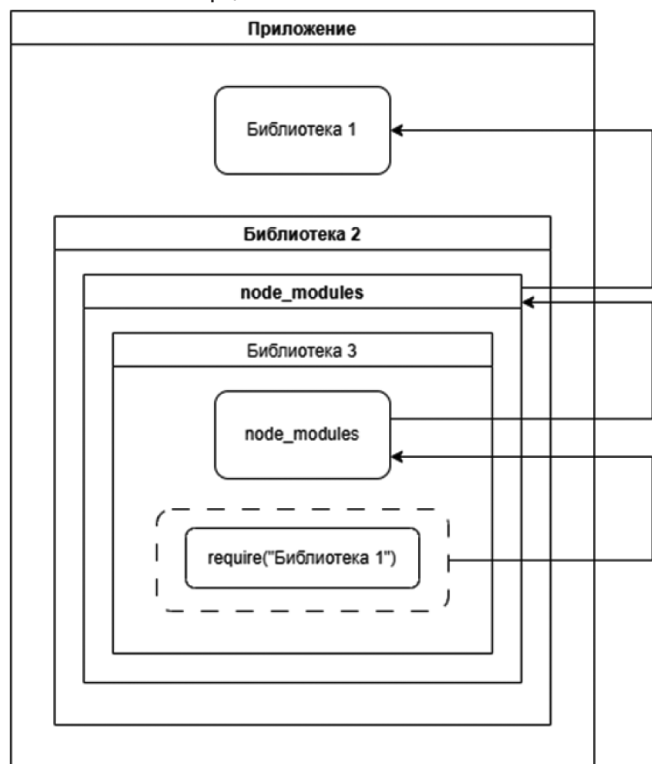 Приложение
Библиотека 1
Библиотека 2
node_modules
Библиотека 3
node_modules
require("Библиотека 1")